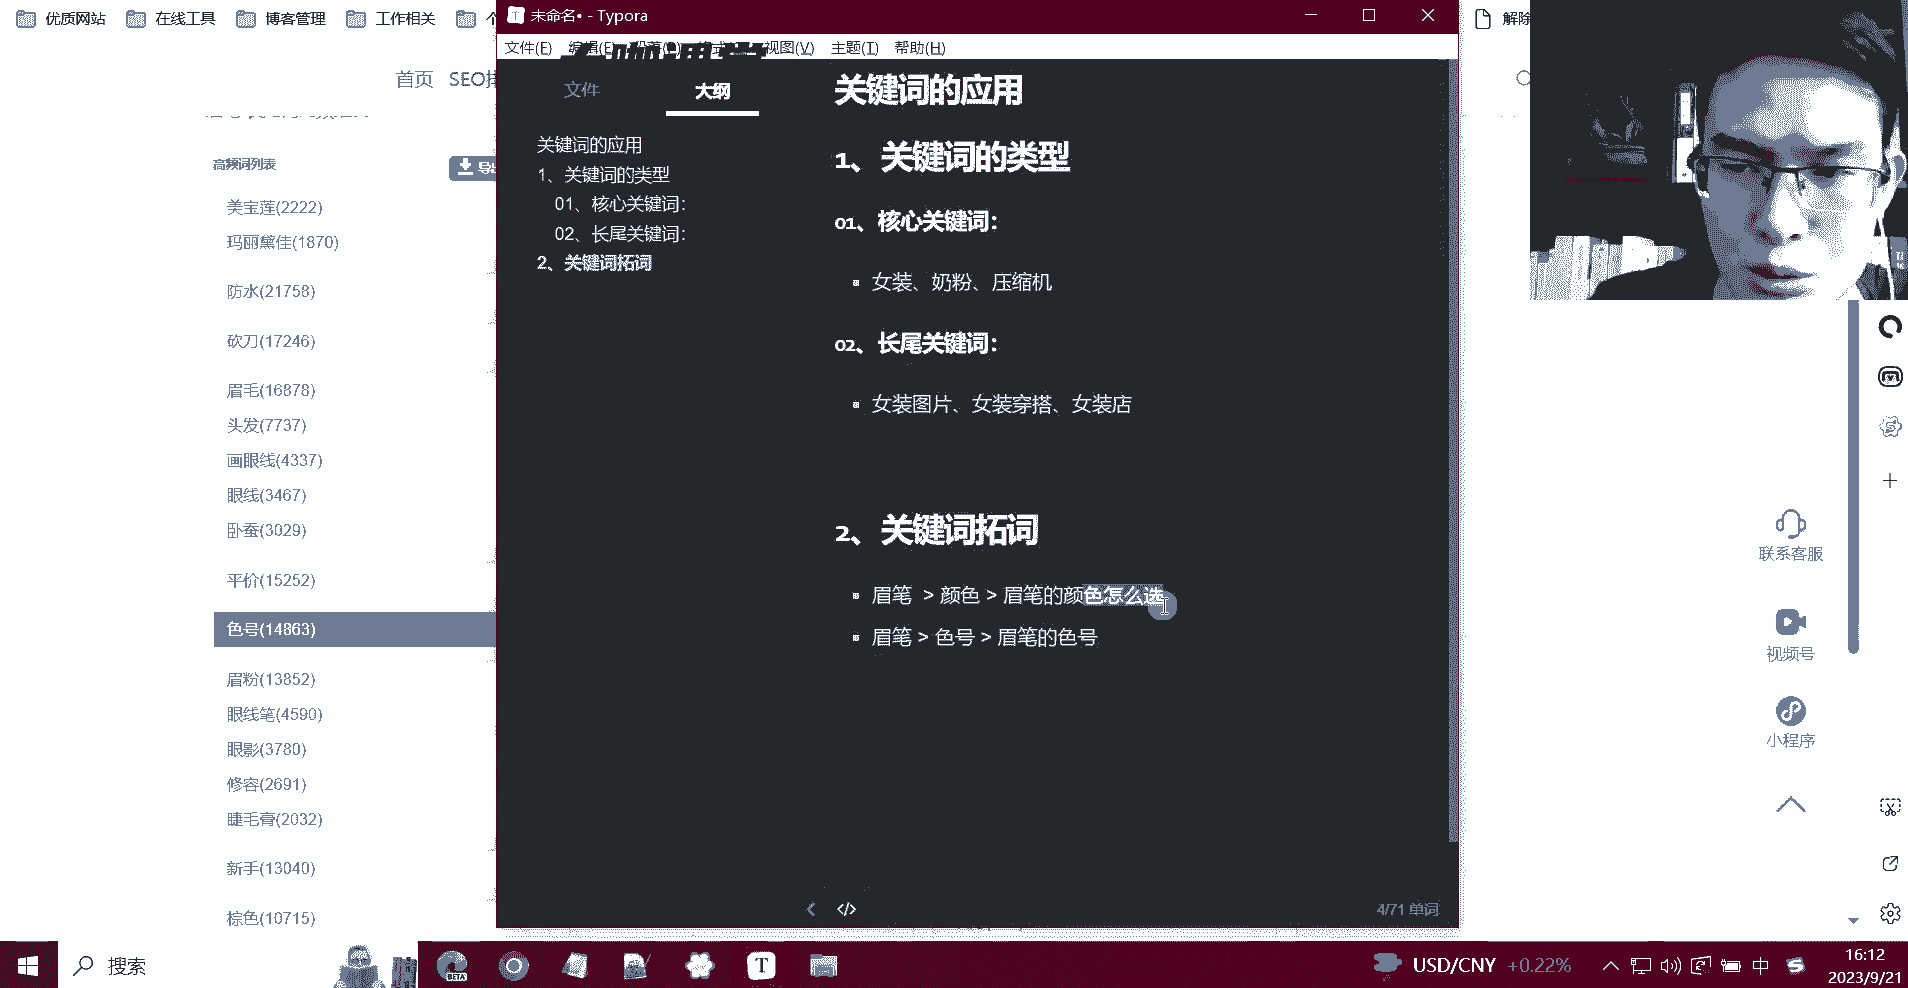 优质网站
在线工具
博客管理
工作相关
未命名• - Typora
解除
文件(F)
视图(V)
主题(T)
帮助(H)
首页
文件
大纲
关键词的应用
1、关键词的类型
01、核心关键词：
02、长尾关键词：
2、关键词拓词
高频词列表
美宝莲(2222)
玛丽黛佳(1870)
防水(21758)
砍刀(17246)
眉毛(16878)
头发(7737)
画眼线(4337)
眼线(3467)
卧蚕(3029)
平价(15252)
色号(14863)
眉粉(13852)
眼线笔(4590)
眼影(3780)
修容(2691)
睫毛膏(2032)
新手(13040)
棕色(10715)
关键词的应用
1、关键词的类型
01、核心关键词：
女装、奶粉、压缩机
02、长尾关键词：
女装图片、女装穿搭、女装店
2、关键词拓词
眉笔 > 颜色 > 眉笔的颜色怎么选
眉笔 > 色号 > 眉笔的色号
4/71 单词
联系客服
视频号
小程序
搜索
BETA
T
USD/CNY +0.22%
中
16:12
2023/9/21